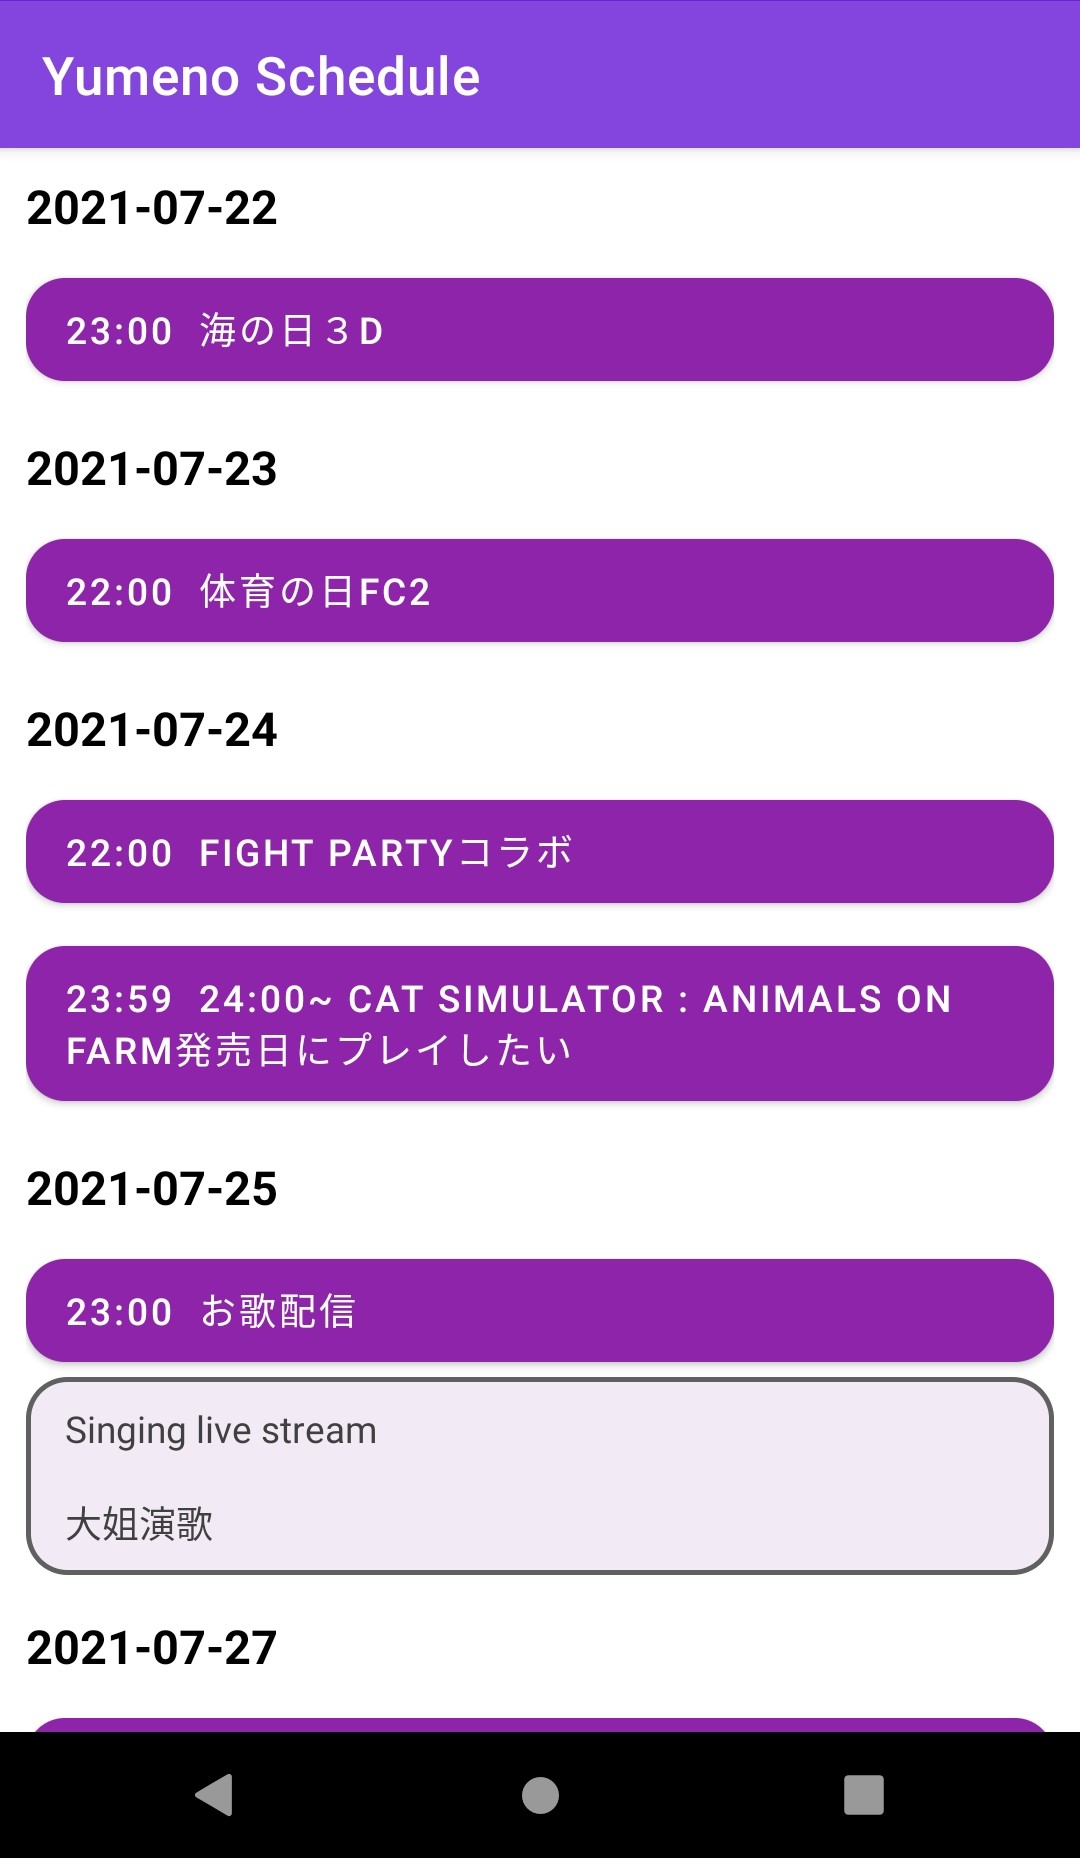 Yumeno Schedule
2021-07-22
23:00 海の日３D
2021-07-23
22:00 体育の日FC2
2021-07-24
22:00 FIGHT PARTYコラボ
23:59 24:00~ CAT SIMULATOR : ANIMALS ON
FARM発売日にプレイしたい
2021-07-25
23:00 お歌配信
Singing live stream
大姐演歌
2021-07-27